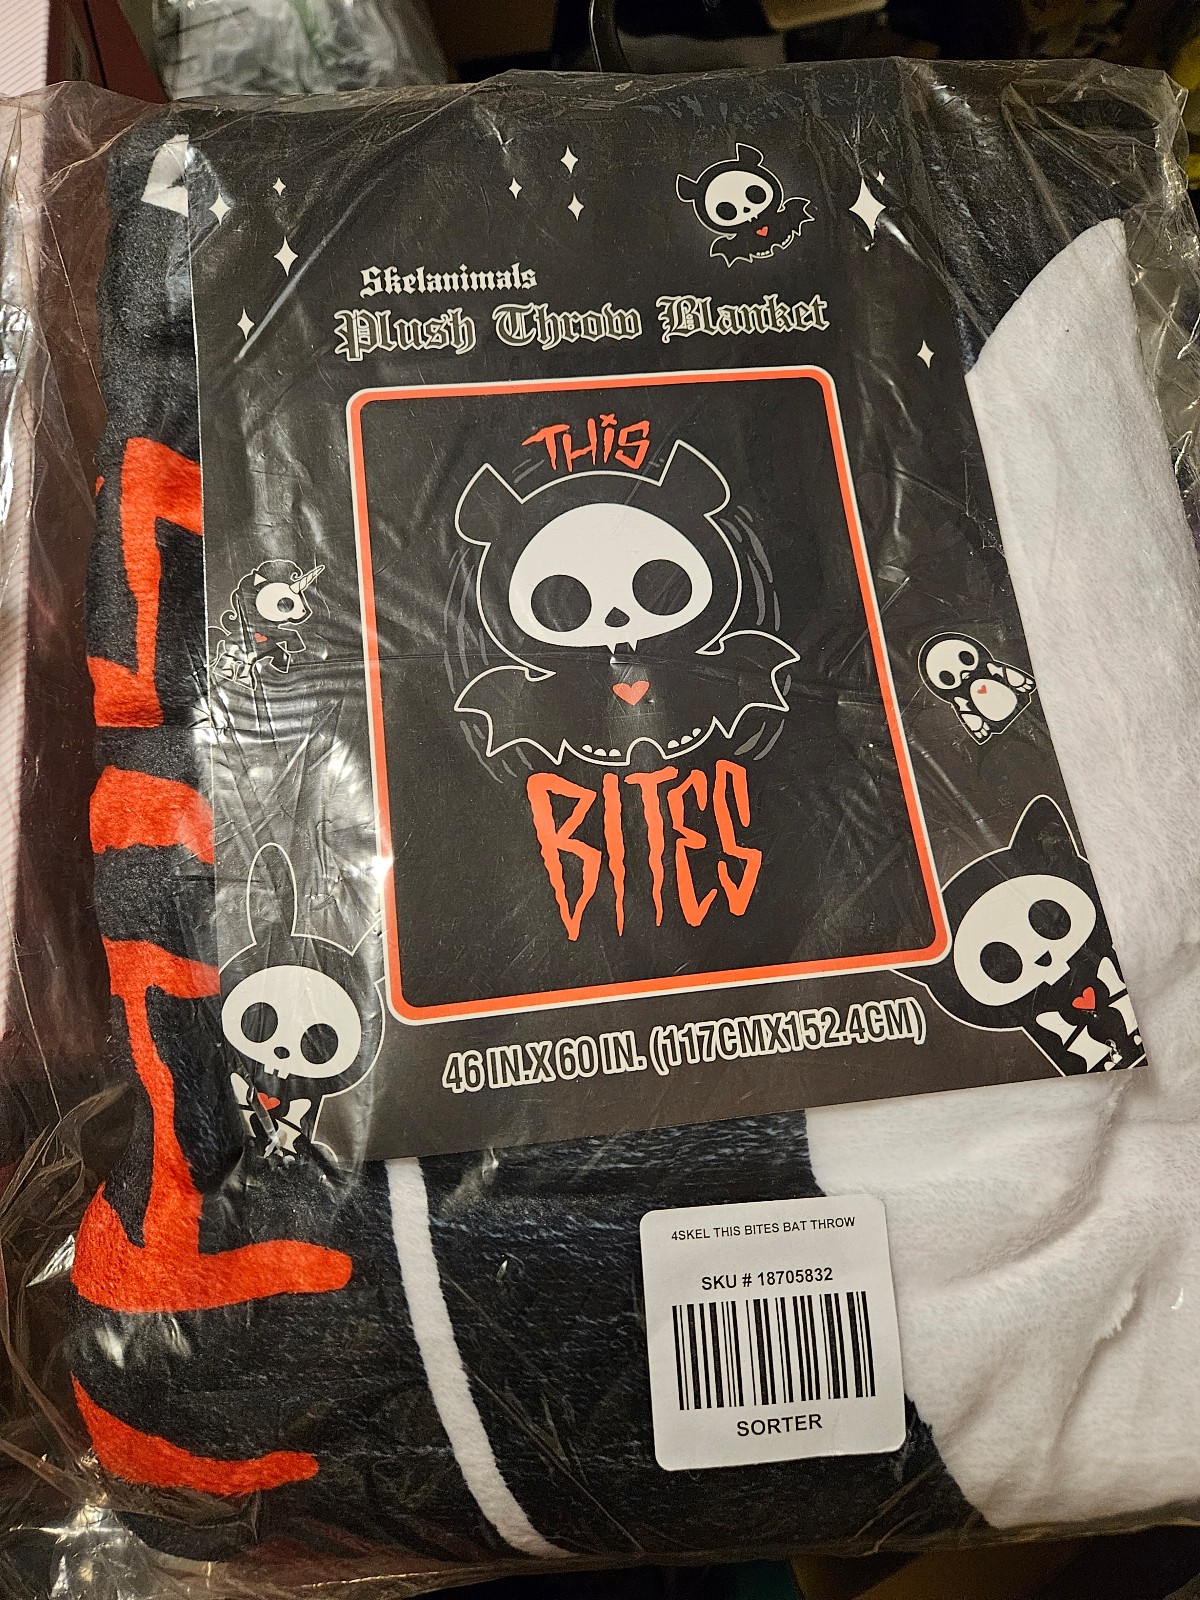 Skelanimals
Plush Throw Blanket
THIS
BITES
46 IN.X 60 IN. (117CMX152.4CM)
4SKEL THIS BITES BAT THROW
SKU # 18705832
SORTER